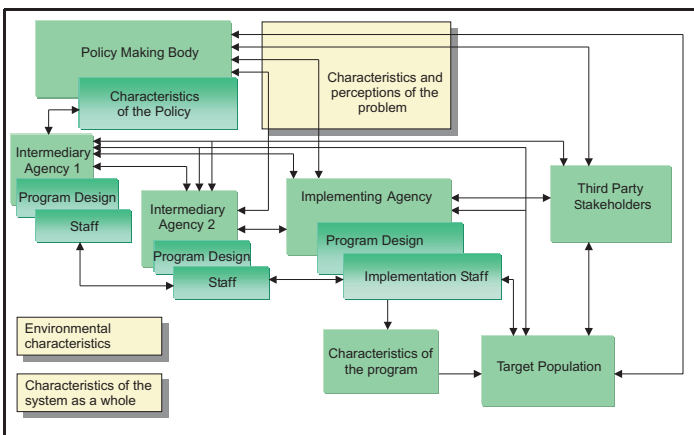 Policy Making Body
Characteristics
of the Policy
Characteristics and
perceptions of the
problem
Intermediary
Agency 1
Program Design
Staff
Intermediary
Agency 2
Program Design
Staff
Implementing Agency
Program Design
Implementation Staff
Third Party
Stakeholders
Environmental
characteristics
Characteristics of the
system as a whole
Characteristics of
the program
Target Population